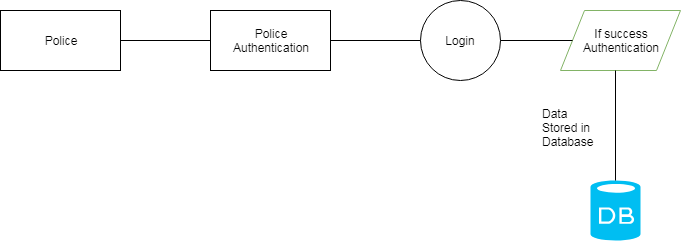 Police
Police
Authentication
Login
If success
Authentication
Data
Stored in
Database
DB